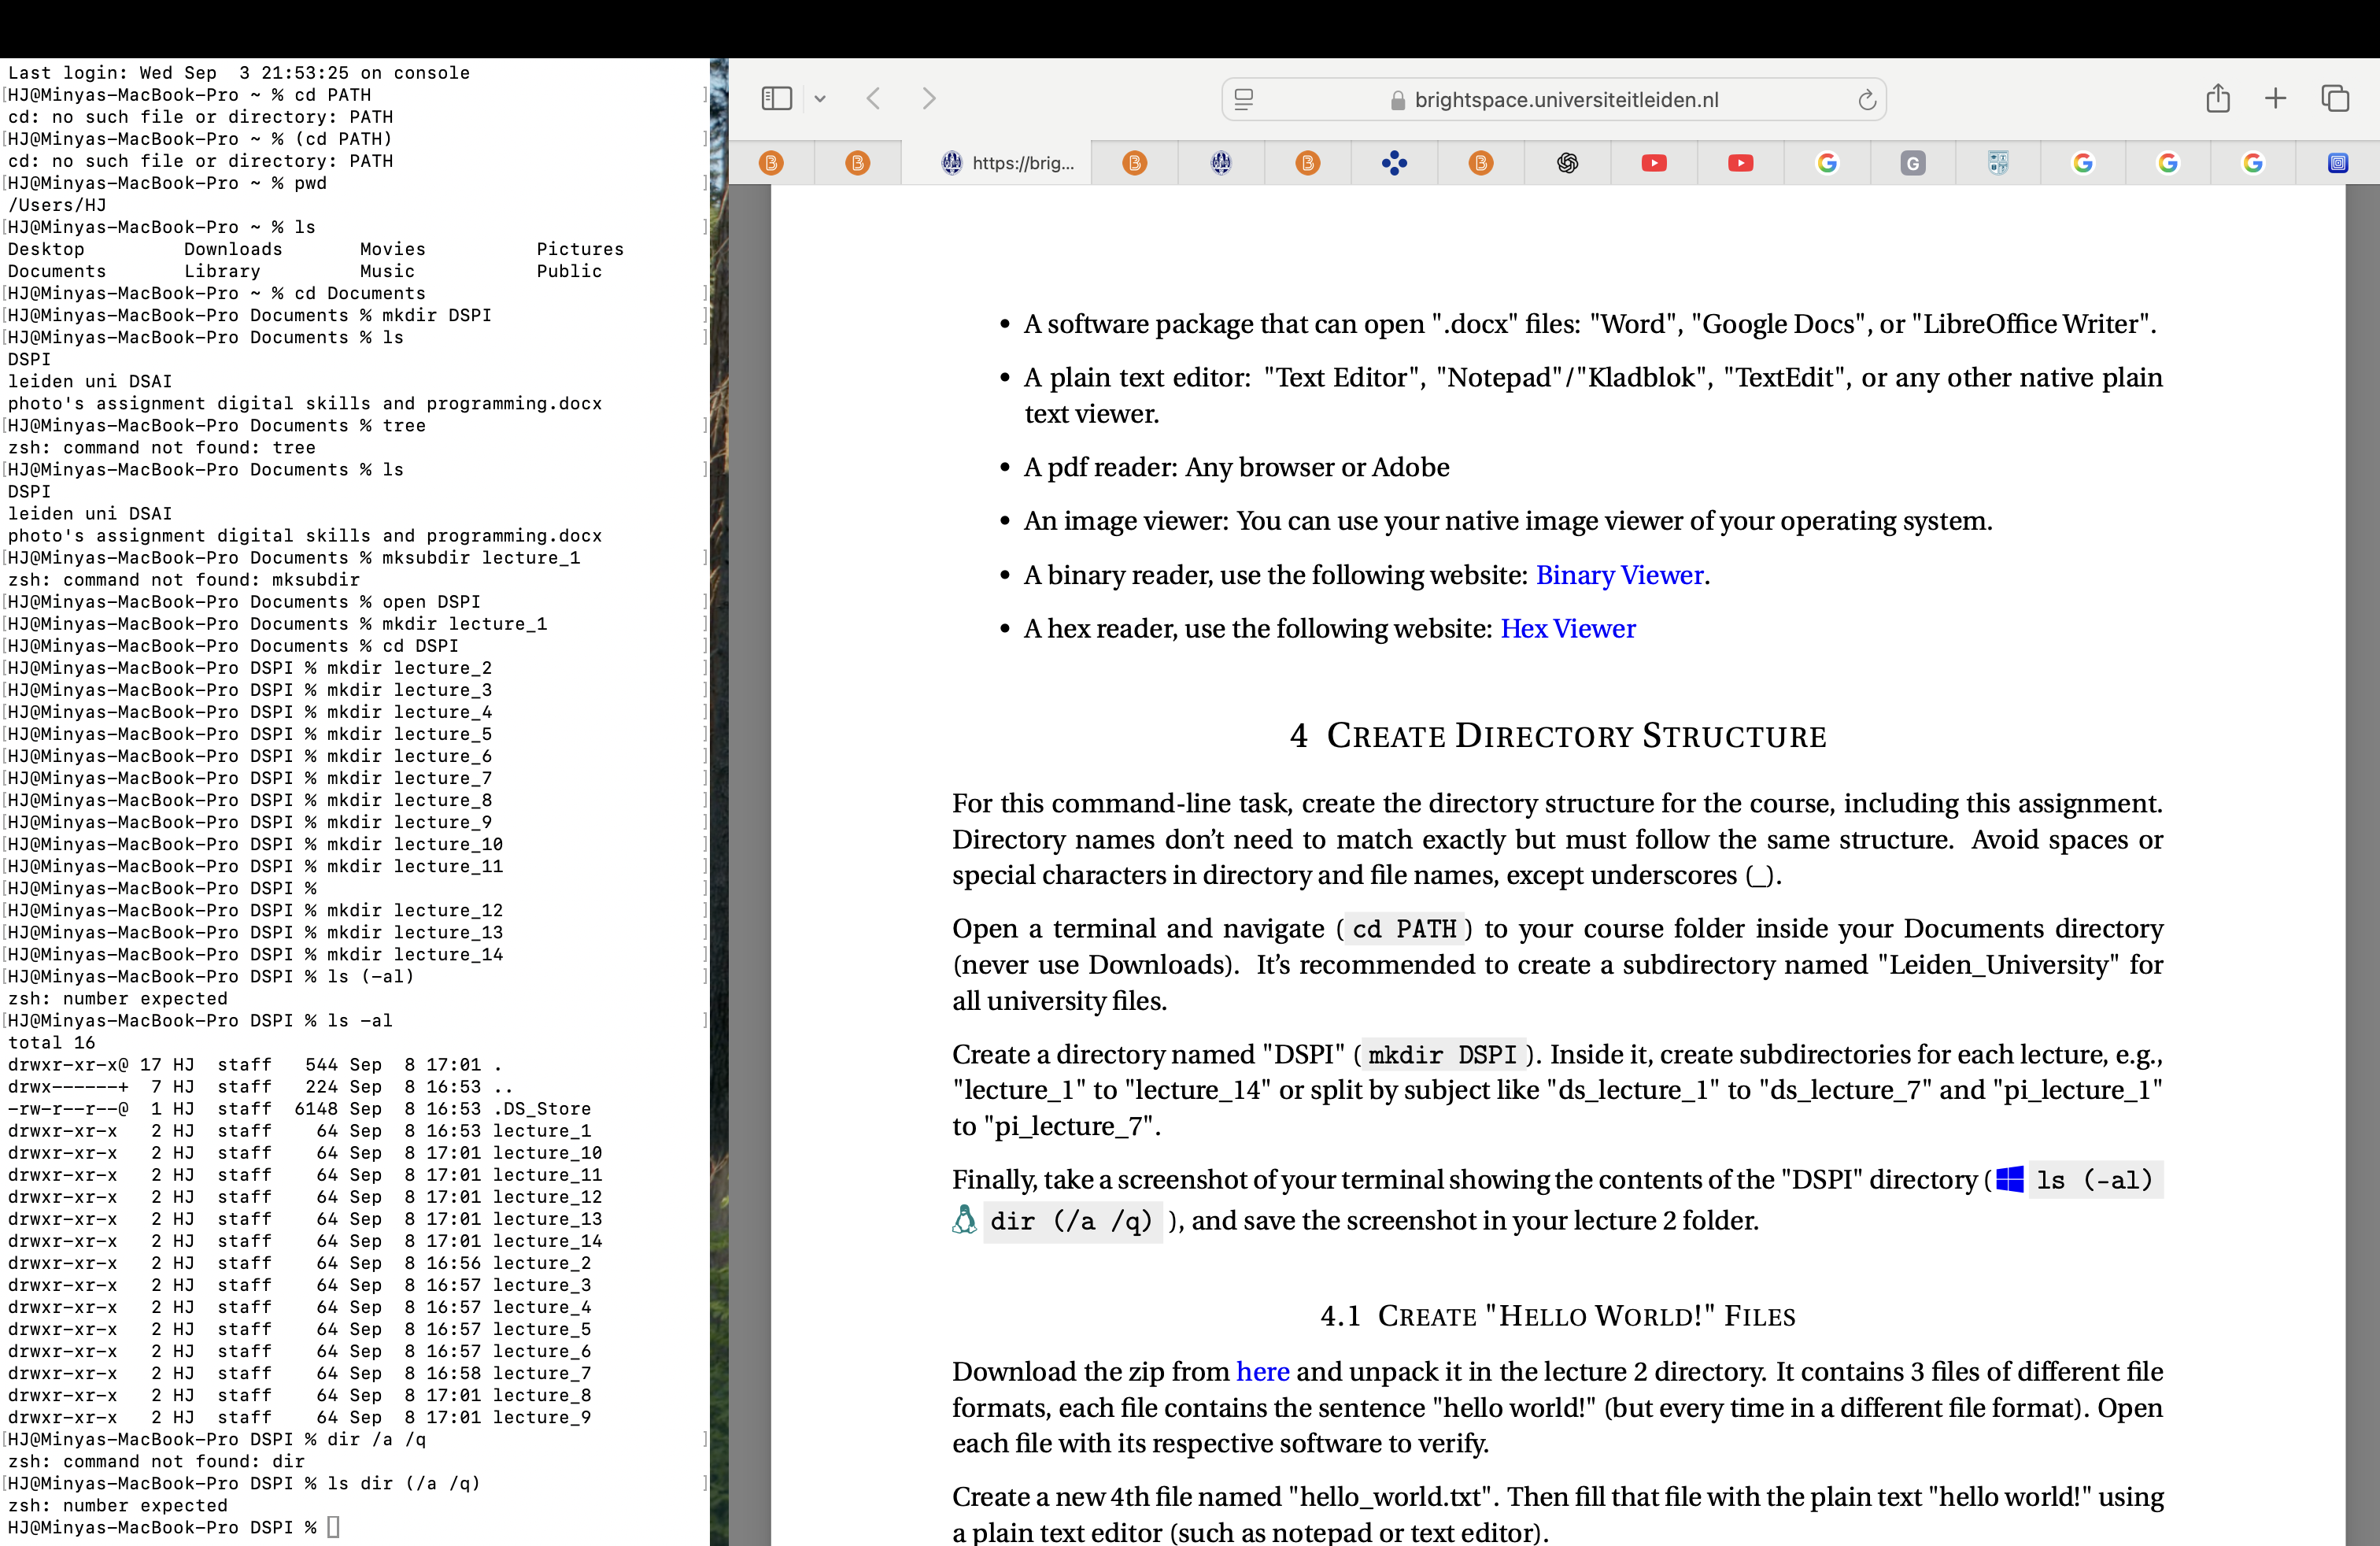 Last login: Wed Sep  3 21:53:25 on console
[HJ@Minyas-MacBook-Pro ~ % cd PATH ]
cd: no such file or directory: PATH
[HJ@Minyas-MacBook-Pro ~ % (cd PATH) ]
cd: no such file or directory: PATH
[HJ@Minyas-MacBook-Pro ~ % pwd ]
/Users/HJ
[HJ@Minyas-MacBook-Pro ~ % ls ]
Desktop         Downloads       Movies          Pictures
Documents       Library         Music           Public
[HJ@Minyas-MacBook-Pro ~ % cd Documents ]
[HJ@Minyas-MacBook-Pro Documents % mkdir DSPI ]
[HJ@Minyas-MacBook-Pro Documents % ls ]
DSPI
leiden uni DSAI
photo's assignment digital skills and programming.docx
[HJ@Minyas-MacBook-Pro Documents % tree ]
zsh: command not found: tree
[HJ@Minyas-MacBook-Pro Documents % ls ]
DSPI
leiden uni DSAI
photo's assignment digital skills and programming.docx
[HJ@Minyas-MacBook-Pro Documents % mksubdir lecture_1 ]
zsh: command not found: mksubdir
[HJ@Minyas-MacBook-Pro Documents % open DSPI ]
[HJ@Minyas-MacBook-Pro Documents % mkdir lecture_1 ]
[HJ@Minyas-MacBook-Pro Documents % cd DSPI ]
[HJ@Minyas-MacBook-Pro DSPI % mkdir lecture_2 ]
[HJ@Minyas-MacBook-Pro DSPI % mkdir lecture_3 ]
[HJ@Minyas-MacBook-Pro DSPI % mkdir lecture_4 ]
[HJ@Minyas-MacBook-Pro DSPI % mkdir lecture_5 ]
[HJ@Minyas-MacBook-Pro DSPI % mkdir lecture_6 ]
[HJ@Minyas-MacBook-Pro DSPI % mkdir lecture_7 ]
[HJ@Minyas-MacBook-Pro DSPI % mkdir lecture_8 ]
[HJ@Minyas-MacBook-Pro DSPI % mkdir lecture_9 ]
[HJ@Minyas-MacBook-Pro DSPI % mkdir lecture_10 ]
[HJ@Minyas-MacBook-Pro DSPI % mkdir lecture_11 ]
[HJ@Minyas-MacBook-Pro DSPI % ]
[HJ@Minyas-MacBook-Pro DSPI % mkdir lecture_12 ]
[HJ@Minyas-MacBook-Pro DSPI % mkdir lecture_13 ]
[HJ@Minyas-MacBook-Pro DSPI % mkdir lecture_14 ]
[HJ@Minyas-MacBook-Pro DSPI % ls (-al) ]
zsh: number expected
[HJ@Minyas-MacBook-Pro DSPI % ls -al ]
total 16
drwxr-xr-x@ 17 HJ  staff   544 Sep  8 17:01 .
drwx------+  7 HJ  staff   224 Sep  8 16:53 ..
-rw-r--r--@  1 HJ  staff  6148 Sep  8 16:53 .DS_Store
drwxr-xr-x   2 HJ  staff    64 Sep  8 16:53 lecture_1
drwxr-xr-x   2 HJ  staff    64 Sep  8 17:01 lecture_10
drwxr-xr-x   2 HJ  staff    64 Sep  8 17:01 lecture_11
drwxr-xr-x   2 HJ  staff    64 Sep  8 17:01 lecture_12
drwxr-xr-x   2 HJ  staff    64 Sep  8 17:01 lecture_13
drwxr-xr-x   2 HJ  staff    64 Sep  8 17:01 lecture_14
drwxr-xr-x   2 HJ  staff    64 Sep  8 16:56 lecture_2
drwxr-xr-x   2 HJ  staff    64 Sep  8 16:57 lecture_3
drwxr-xr-x   2 HJ  staff    64 Sep  8 16:57 lecture_4
drwxr-xr-x   2 HJ  staff    64 Sep  8 16:57 lecture_5
drwxr-xr-x   2 HJ  staff    64 Sep  8 16:57 lecture_6
drwxr-xr-x   2 HJ  staff    64 Sep  8 16:58 lecture_7
drwxr-xr-x   2 HJ  staff    64 Sep  8 17:01 lecture_8
drwxr-xr-x   2 HJ  staff    64 Sep  8 17:01 lecture_9
[HJ@Minyas-MacBook-Pro DSPI % dir /a /q ]
zsh: command not found: dir
[HJ@Minyas-MacBook-Pro DSPI % ls dir (/a /q) ]
zsh: number expected
HJ@Minyas-MacBook-Pro DSPI %
brightspace.universiteitleiden.nl
https://brig...
• A software package that can open ".docx" files: "Word", "Google Docs", or "LibreOffice Writer".
• A plain text editor: "Text Editor", "Notepad"/"Kladblok", "TextEdit", or any other native plain
text viewer.
• A pdf reader: Any browser or Adobe
• An image viewer: You can use your native image viewer of your operating system.
• A binary reader, use the following website: Binary Viewer.
• A hex reader, use the following website: Hex Viewer
4 CREATE DIRECTORY STRUCTURE
For this command-line task, create the directory structure for the course, including this assignment.
Directory names don't need to match exactly but must follow the same structure. Avoid spaces or
special characters in directory and file names, except underscores (_).
Open a terminal and navigate ( cd PATH ) to your course folder inside your Documents directory
(never use Downloads). It's recommended to create a subdirectory named "Leiden_University" for
all university files.
Create a directory named "DSPI" ( mkdir DSPI ). Inside it, create subdirectories for each lecture, e.g.,
"lecture_1" to "lecture_14" or split by subject like "ds_lecture_1" to "ds_lecture_7" and "pi_lecture_1"
to "pi_lecture_7".
Finally, take a screenshot of your terminal showing the contents of the "DSPI" directory ( ls (-al)
dir (/a /q) ), and save the screenshot in your lecture 2 folder.
4.1 CREATE "HELLO WORLD!" FILES
Download the zip from here and unpack it in the lecture 2 directory. It contains 3 files of different file
formats, each file contains the sentence "hello world!" (but every time in a different file format). Open
each file with its respective software to verify.
Create a new 4th file named "hello_world.txt". Then fill that file with the plain text "hello world!" using
a plain text editor (such as notepad or text editor).